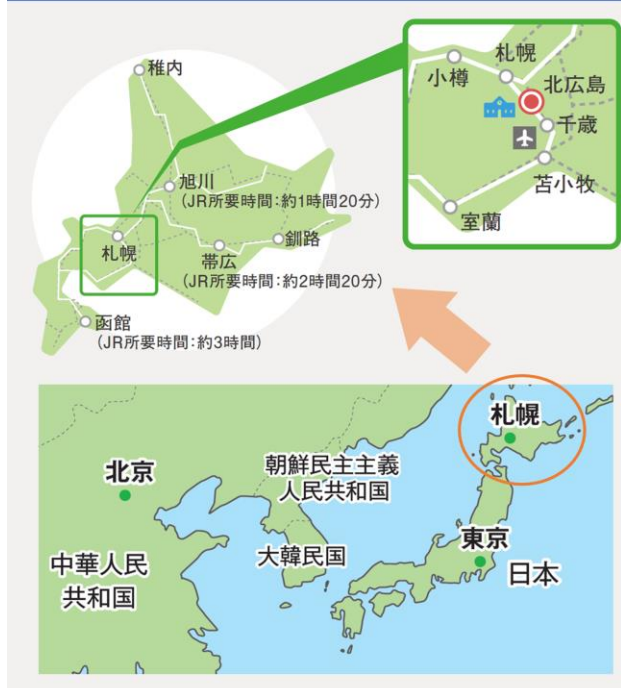 稚内
旭川
(JR所要時間:約1時間20分)
札幌
帯広
(JR所要時間:約2時間20分)
釧路
函館
(JR所要時間:約3時間)
札幌
小樽
北広島
千歳
苫小牧
室蘭
札幌
北京
朝鮮民主主義
人民共和国
中華人民
共和国
大韓民国
東京
日本